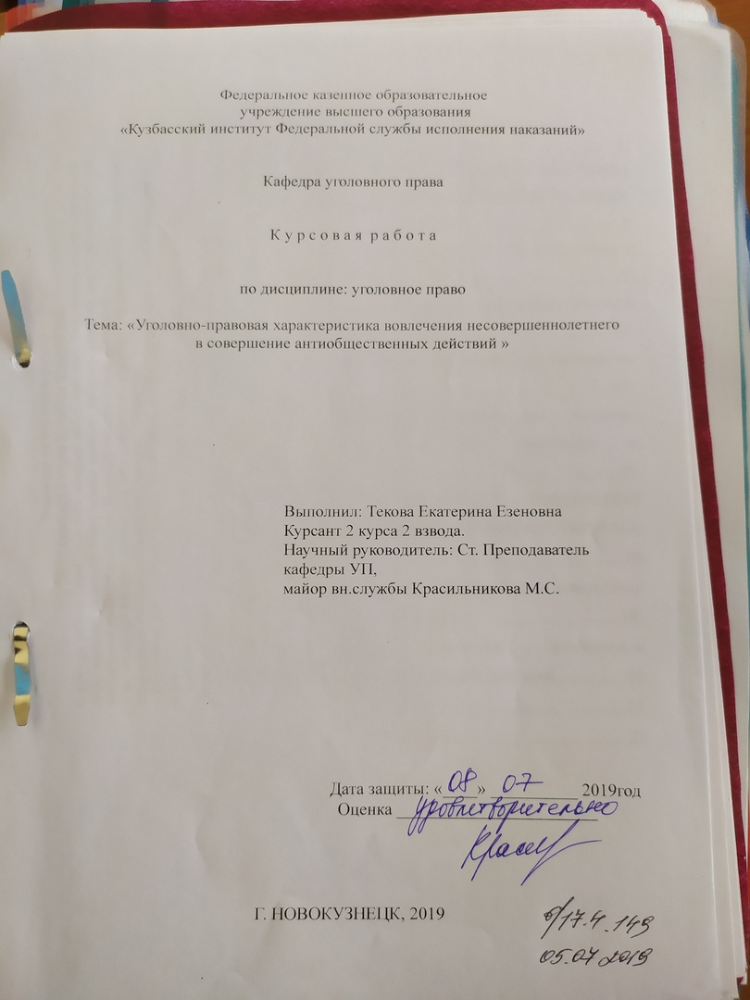 Федеральное казенное образовательное
учреждение высшего образования
«Кузбасский институт Федеральной службы исполнения наказаний»
Кафедра уголовного права
К у р с о в а я р а б о т а
по дисциплине: уголовное право
Тема: «Уголовно-правовая характеристика вовлечения несовершеннолетнего
в совершение антиобщественных действий »
Выполнил: Текова Екатерина Езеновна
Курсант 2 курса 2 взвода.
Научный руководитель: Ст. Преподаватель
кафедры УП,
майор вн.службы Красильникова М.С.
Дата защиты: «08» 07 2019год
Оценка удовлетворительно
Г. НОВОКУЗНЕЦК, 2019
17.4.149
05.07 2019